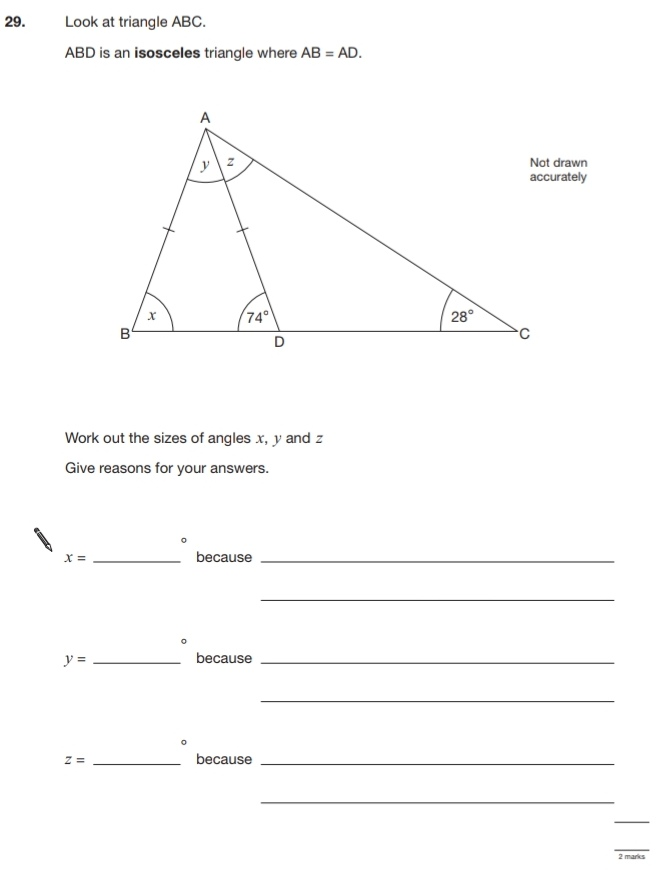 29. Look at triangle ABC.
ABD is an isosceles triangle where AB = AD.
A
y z
Not drawn
accurately
x 74° 28°
B C
D
Work out the sizes of angles x, y and z
Give reasons for your answers.
x = ° because
y = ° because
z = ° because
2 marks